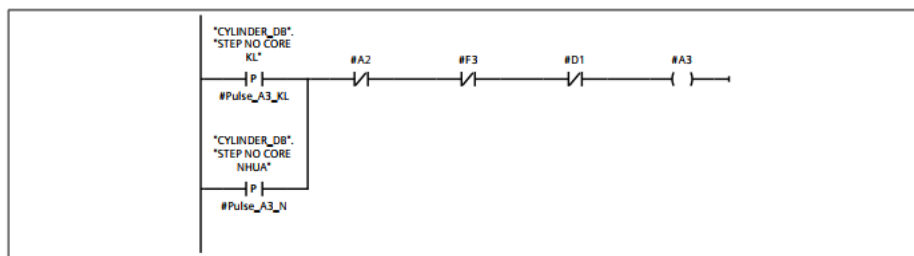 "CYLINDER_DB".
"STEP NO CORE
KL"
P
#Pulse_A3_KL
#A2
#F3
#D1
#A3
"CYLINDER_DB".
"STEP NO CORE
NHUA"
P
#Pulse_A3_N